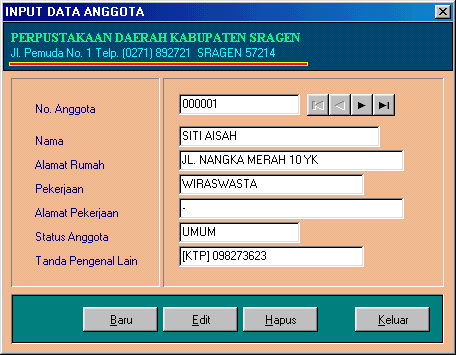 INPUT DATA ANGGOTA
PERPUSTAKAAN DAERAH KABUPATEN SRAGEN
Jl. Pemuda No. 1 Telp. (0271) 892721 SRAGEN 57214
No. Anggota 000001
Nama SITI AISAH
Alamat Rumah JL. NANGKA MERAH 10 YK
Pekerjaan WIRASWASTA
Alamat Pekerjaan -
Status Anggota UMUM
Tanda Pengenal Lain [KTP] 098273623
Baru Edit Hapus Keluar